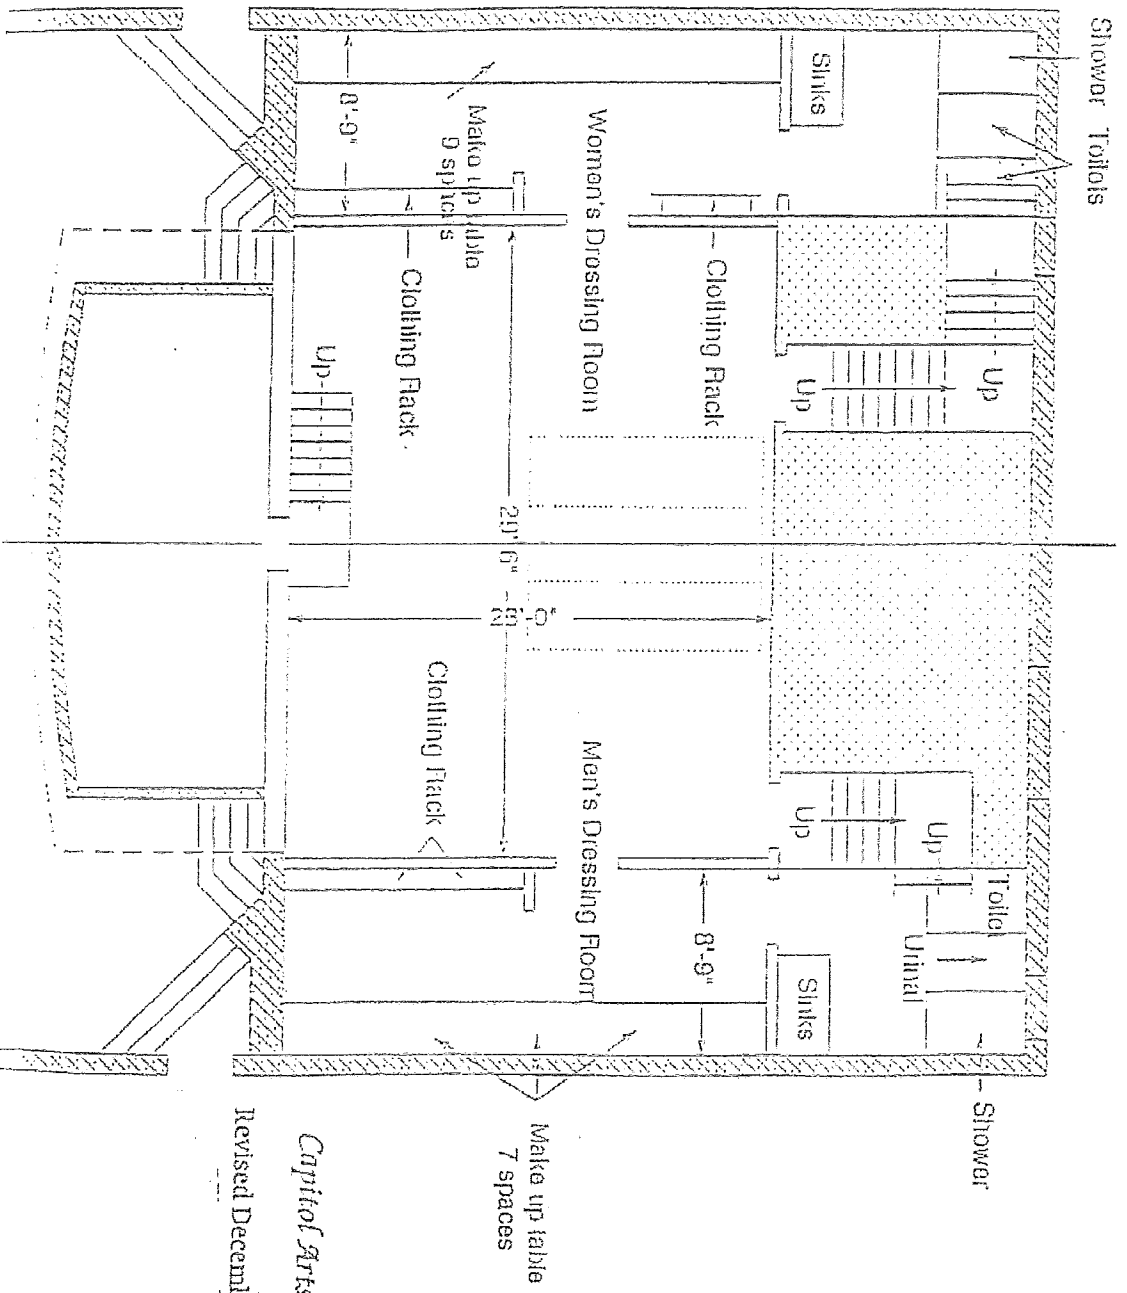 Shower
Toilets
Sinks
8'-9"
Make up table
9 spaces
Women's Dressing Room
Clothing Rack
Clothing Rack
Up
Up
Up
29' 6"
28'-0"
Clothing Rack
Men's Dressing Room
Up
Up
Toilet
Urinal
8'-9"
Sinks
Shower
Make up table
7 spaces
Capitol Arts
Revised Decem